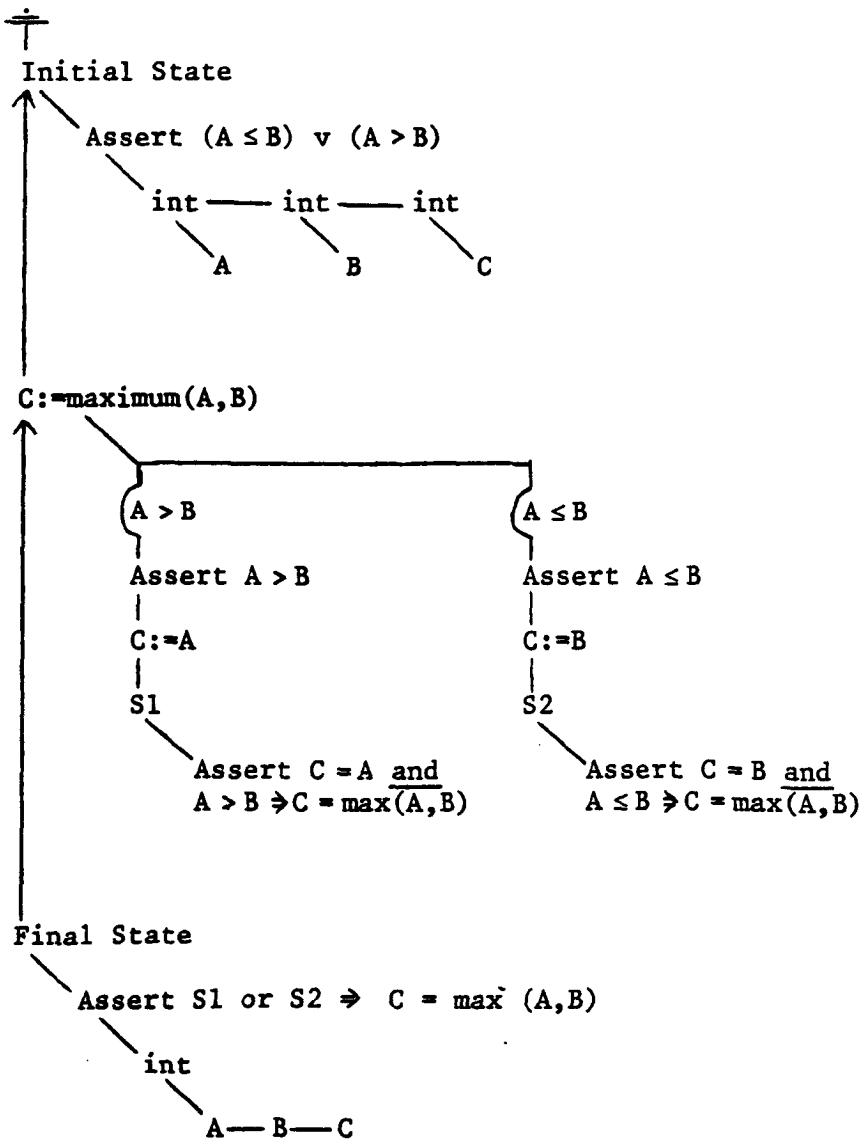 Initial State
Assert (A ≤ B) v (A > B)
int int int
A B C
C:=maximum(A,B)
A > B A ≤ B
Assert A > B Assert A ≤ B
C:=A C:=B
S1 S2
Assert C = A and Assert C = B and
A > B ⇒ C = max(A,B) A ≤ B ⇒ C = max(A,B)
Final State
Assert S1 or S2 ⇒ C = max (A,B)
int
A — B — C